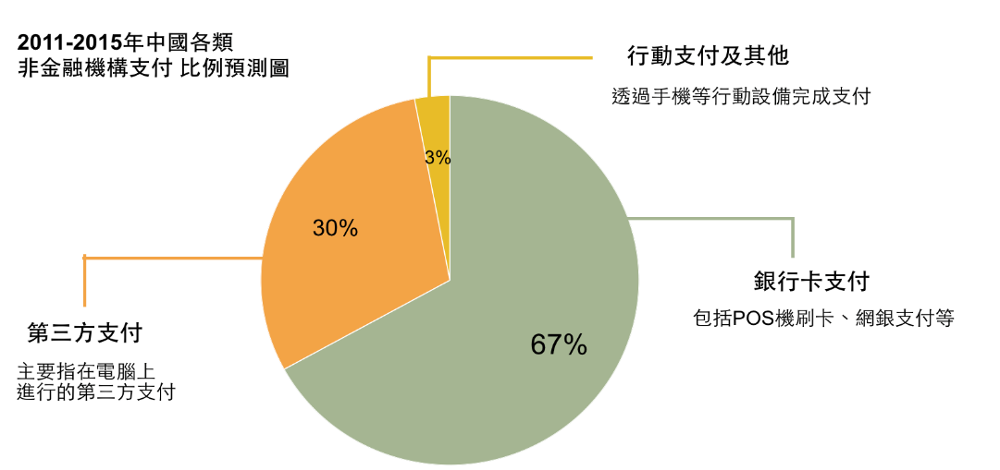 2011-2015年中國各類
非金融機構支付 比例預測圖
行動支付及其他
透過手機等行動設備完成支付
3%
30%
銀行卡支付
包括POS機刷卡、網銀支付等
第三方支付
67%
主要指在電腦上
進行的第三方支付